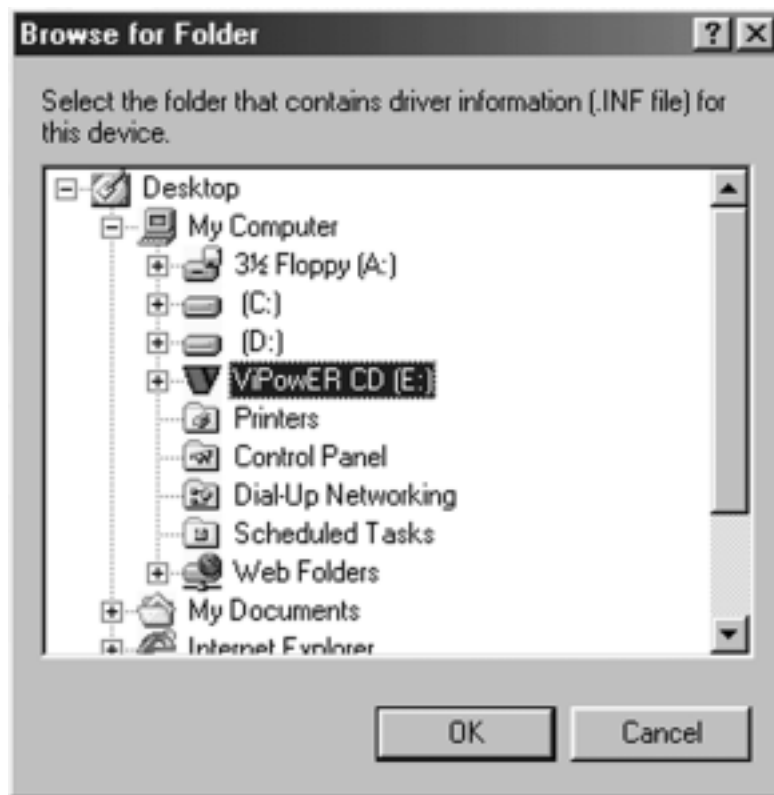 Browse for Folder
Select the folder that contains driver information (.INF file) for
this device.
Desktop
My Computer
3½ Floppy (A:)
(C:)
(D:)
ViPowER CD (E:)
Printers
Control Panel
Dial-Up Networking
Scheduled Tasks
Web Folders
My Documents
Internet Explorer
OK
Cancel